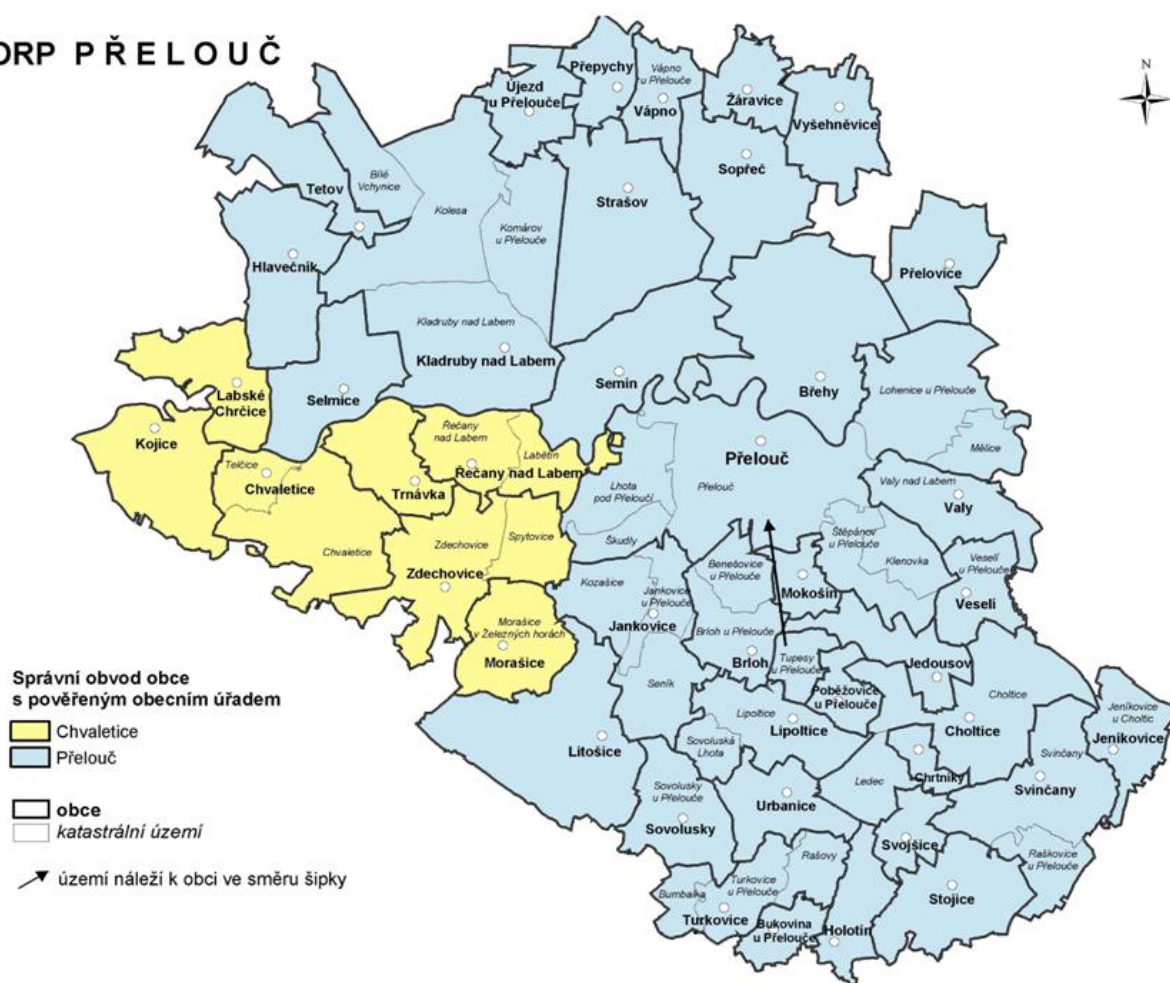 ORP PŘELOUČ
N
Přepychy
Vápno
u Přelouče
Újezd
u Přelouče
Vápno
Žáravice
Vyšehněvice
Sopřeč
Bílé
Vchynice
Tetov
Kolesa
Komárov
u Přelouče
Strašov
Hlavečník
Přelovice
Kladruby nad Labem
Kladruby nad Labem
Selmice
Semín
Břehy
Lohenice u Přelouče
Mělice
Labské
Chrčice
Kojice
Telčice
Chvaletice
Chvaletice
Trnávka
Řečany
nad Labem
Labětín
Řečany nad Labem
Přelouč
Přelouč
Lhota
pod Přeloučí
Škudly
Valy nad Labem
Valy
Štěpánov
u Přelouče
Klenovka
Veselí
u Přelouče
Veselí
Zdechovice
Spytovice
Zdechovice
Benešovice
u Přelouče
Mokošín
Kozašice
Jankovice
u Přelouče
Jankovice
Morašice
v Železných horách
Morašice
Brloh u Přelouče
Brloh
Tupesy
u Přelouče
Jedousov
Poběžovice
u Přelouče
Choltice
Choltice
Jeníkovice
u Choltic
Jeníkovice
Seník
Lipoltice
Lipoltice
Litošice
Sovoluská
Lhota
Ledec
Chrtníky
Svinčany
Svinčany
Sovolusky
u Přelouče
Sovolusky
Urbanice
Svojšice
Raškovice
u Přelouče
Stojice
Rašovy
Turkovice
u Přelouče
Bumbalka
Turkovice
Bukovina
u Přelouče
Holotín
Správní obvod obce
s pověřeným obecním úřadem
Chvaletice
Přelouč
obce
katastrální území
území náleží k obci ve směru šipky